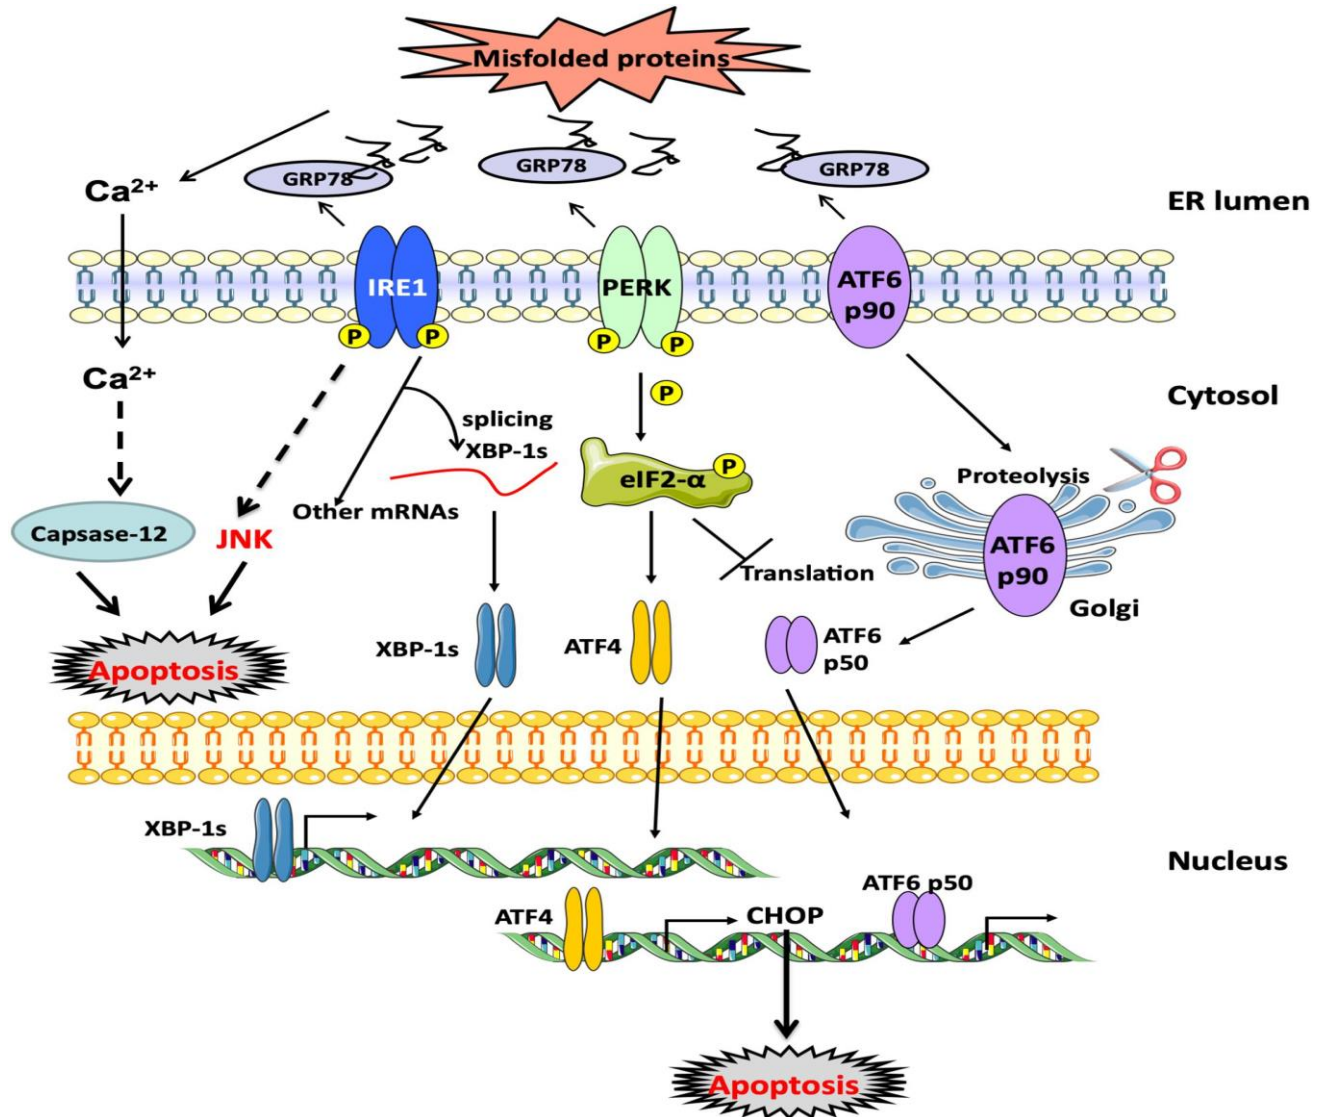 Misfolded proteins
GRP78
GRP78
GRP78
Ca²⁺
ER lumen
IRE1
PERK
ATF6
p90
P
P
P
P
Ca²⁺
P
Cytosol
splicing
XBP-1s
Proteolysis
P
eIF2-α
Other mRNAs
Capsase-12
JNK
ATF6
p90
Translation
Golgi
XBP-1s
ATF4
ATF6
p50
Apoptosis
XBP-1s
Nucleus
ATF6 p50
ATF4
CHOP
Apoptosis